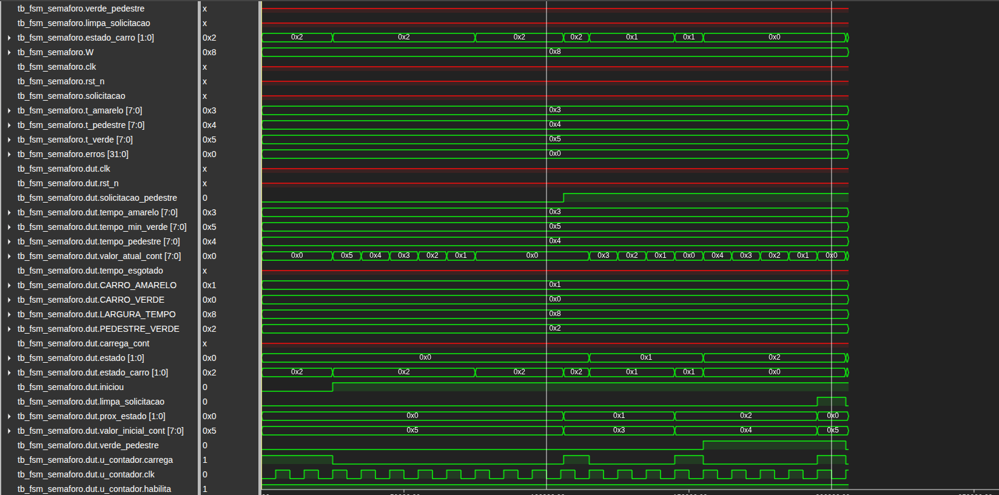 tb_fsm_semaforo.verde_pedestre x
tb_fsm_semaforo.limpa_solicitacao x
tb_fsm_semaforo.estado_carro [1:0] 0x2 0x2 0x2 0x2 0x2 0x1 0x1 0x0
tb_fsm_semaforo.W 0x8 0x8
tb_fsm_semaforo.clk x
tb_fsm_semaforo.rst_n x
tb_fsm_semaforo.solicitacao x
tb_fsm_semaforo.t_amarelo [7:0] 0x3 0x3
tb_fsm_semaforo.t_pedestre [7:0] 0x4 0x4
tb_fsm_semaforo.t_verde [7:0] 0x5 0x5
tb_fsm_semaforo.erros [31:0] 0x0 0x0
tb_fsm_semaforo.dut.clk x
tb_fsm_semaforo.dut.rst_n x
tb_fsm_semaforo.dut.solicitacao_pedestre 0
tb_fsm_semaforo.dut.tempo_amarelo [7:0] 0x3 0x3
tb_fsm_semaforo.dut.tempo_min_verde [7:0] 0x5 0x5
tb_fsm_semaforo.dut.tempo_pedestre [7:0] 0x4 0x4
tb_fsm_semaforo.dut.valor_atual_cont [7:0] 0x0 0x0 0x5 0x4 0x3 0x2 0x1 0x0 0x3 0x2 0x1 0x0 0x4 0x3 0x2 0x1 0x0
tb_fsm_semaforo.dut.tempo_esgotado x
tb_fsm_semaforo.dut.CARRO_AMARELO 0x1 0x1
tb_fsm_semaforo.dut.CARRO_VERDE 0x0 0x0
tb_fsm_semaforo.dut.LARGURA_TEMPO 0x8 0x8
tb_fsm_semaforo.dut.PEDESTRE_VERDE 0x2 0x2
tb_fsm_semaforo.dut.carrega_cont x
tb_fsm_semaforo.dut.estado [1:0] 0x0 0x0 0x1 0x2
tb_fsm_semaforo.dut.estado_carro [1:0] 0x2 0x2 0x2 0x2 0x2 0x1 0x1 0x0
tb_fsm_semaforo.dut.iniciou 0
tb_fsm_semaforo.dut.limpa_solicitacao 0
tb_fsm_semaforo.dut.prox_estado [1:0] 0x0 0x0 0x1 0x2 0x0
tb_fsm_semaforo.dut.valor_inicial_cont [7:0] 0x5 0x5 0x3 0x4 0x5
tb_fsm_semaforo.dut.verde_pedestre 0
tb_fsm_semaforo.dut.u_contador.carrega 1
tb_fsm_semaforo.dut.u_contador.clk 0
tb_fsm_semaforo.dut.u_contador.habilita 1